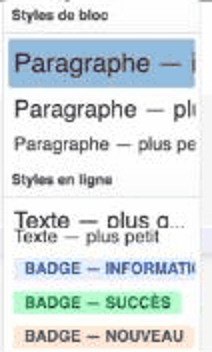 Styles de bloc
Paragraphe — i
Paragraphe — plu
Paragraphe — plus pe
Styles en ligne
Texte — plus g...
Texte — plus petit
BADGE — INFORMATI
BADGE — SUCCÈS
BADGE — NOUVEAU